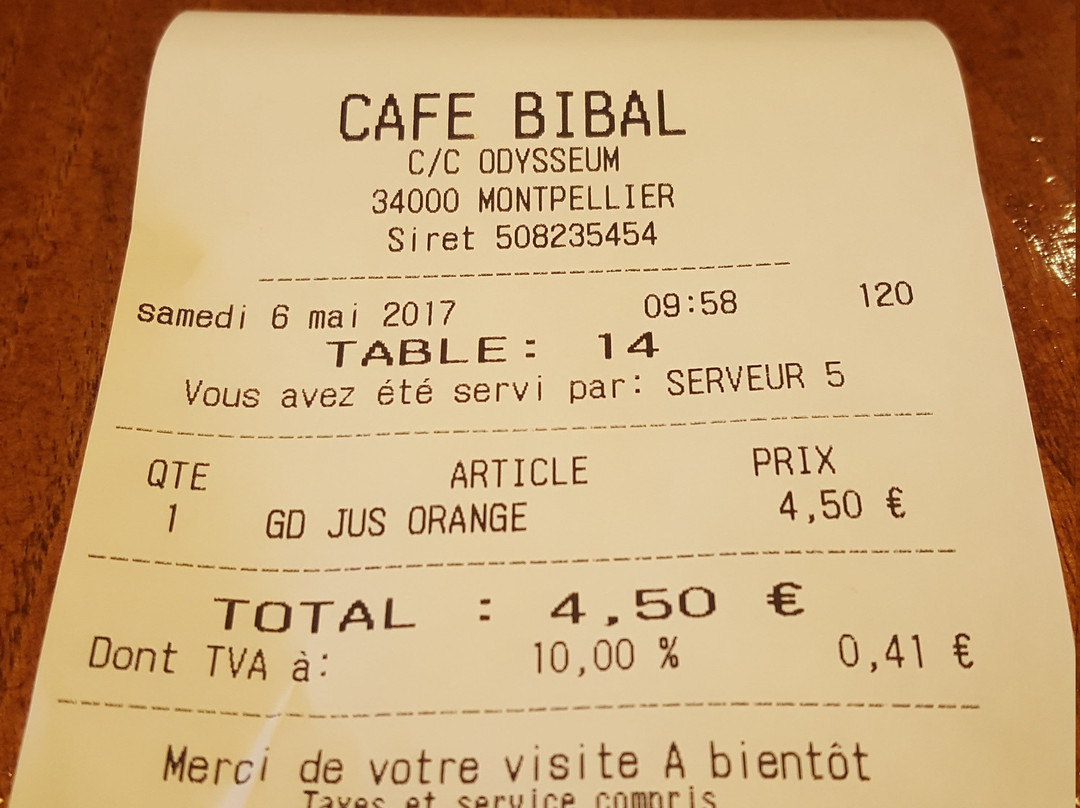 CAFE BIBAL
C/C ODYSSEUM
34000 MONTPELLIER
Siret 508235454
samedi 6 mai 2017 09:58 120
TABLE: 14
Vous avez été servi par: SERVEUR 5
QTE ARTICLE PRIX
1 GD JUS ORANGE 4,50 €
TOTAL : 4,50 €
Dont TVA à: 10,00 % 0,41 €
Merci de votre visite A bientôt
Taxes et service compris